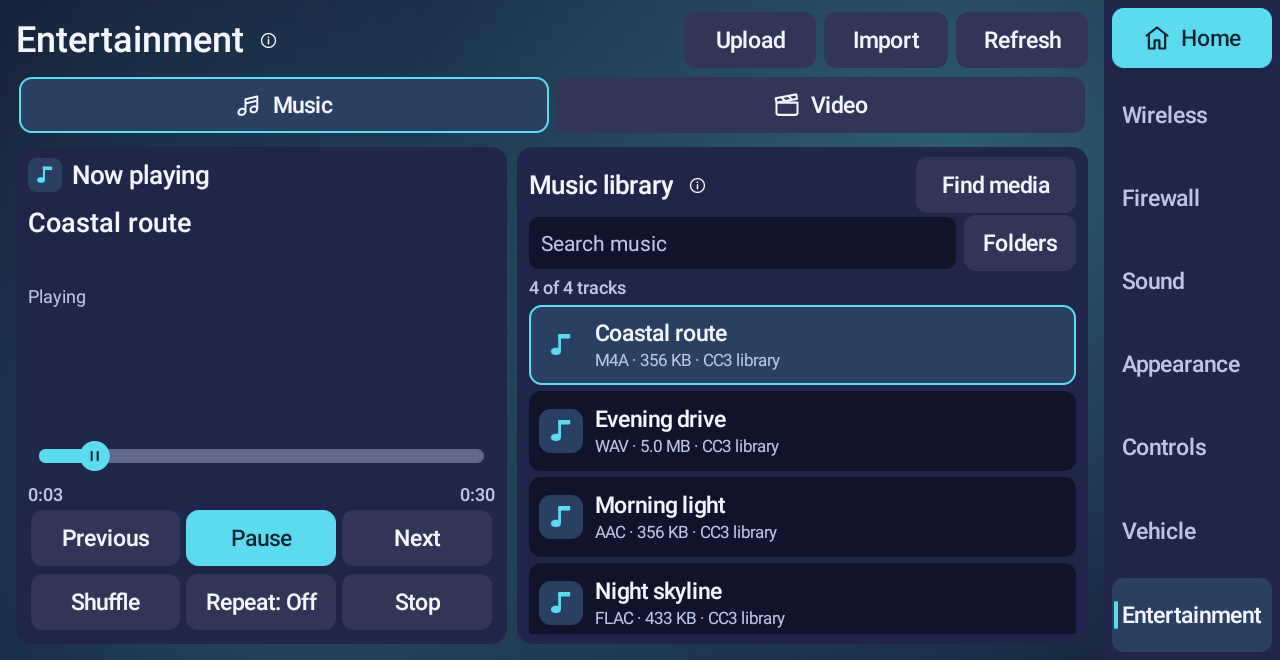 Entertainment
Upload
Import
Refresh
Music
Video
Now playing
Coastal route
Playing
0:03
0:30
Previous
Pause
Next
Shuffle
Repeat: Off
Stop
Music library
Find media
Search music
Folders
4 of 4 tracks
Coastal route
M4A · 356 KB · CC3 library
Evening drive
WAV · 5.0 MB · CC3 library
Morning light
AAC · 356 KB · CC3 library
Night skyline
FLAC · 433 KB · CC3 library
Home
Wireless
Firewall
Sound
Appearance
Controls
Vehicle
Entertainment